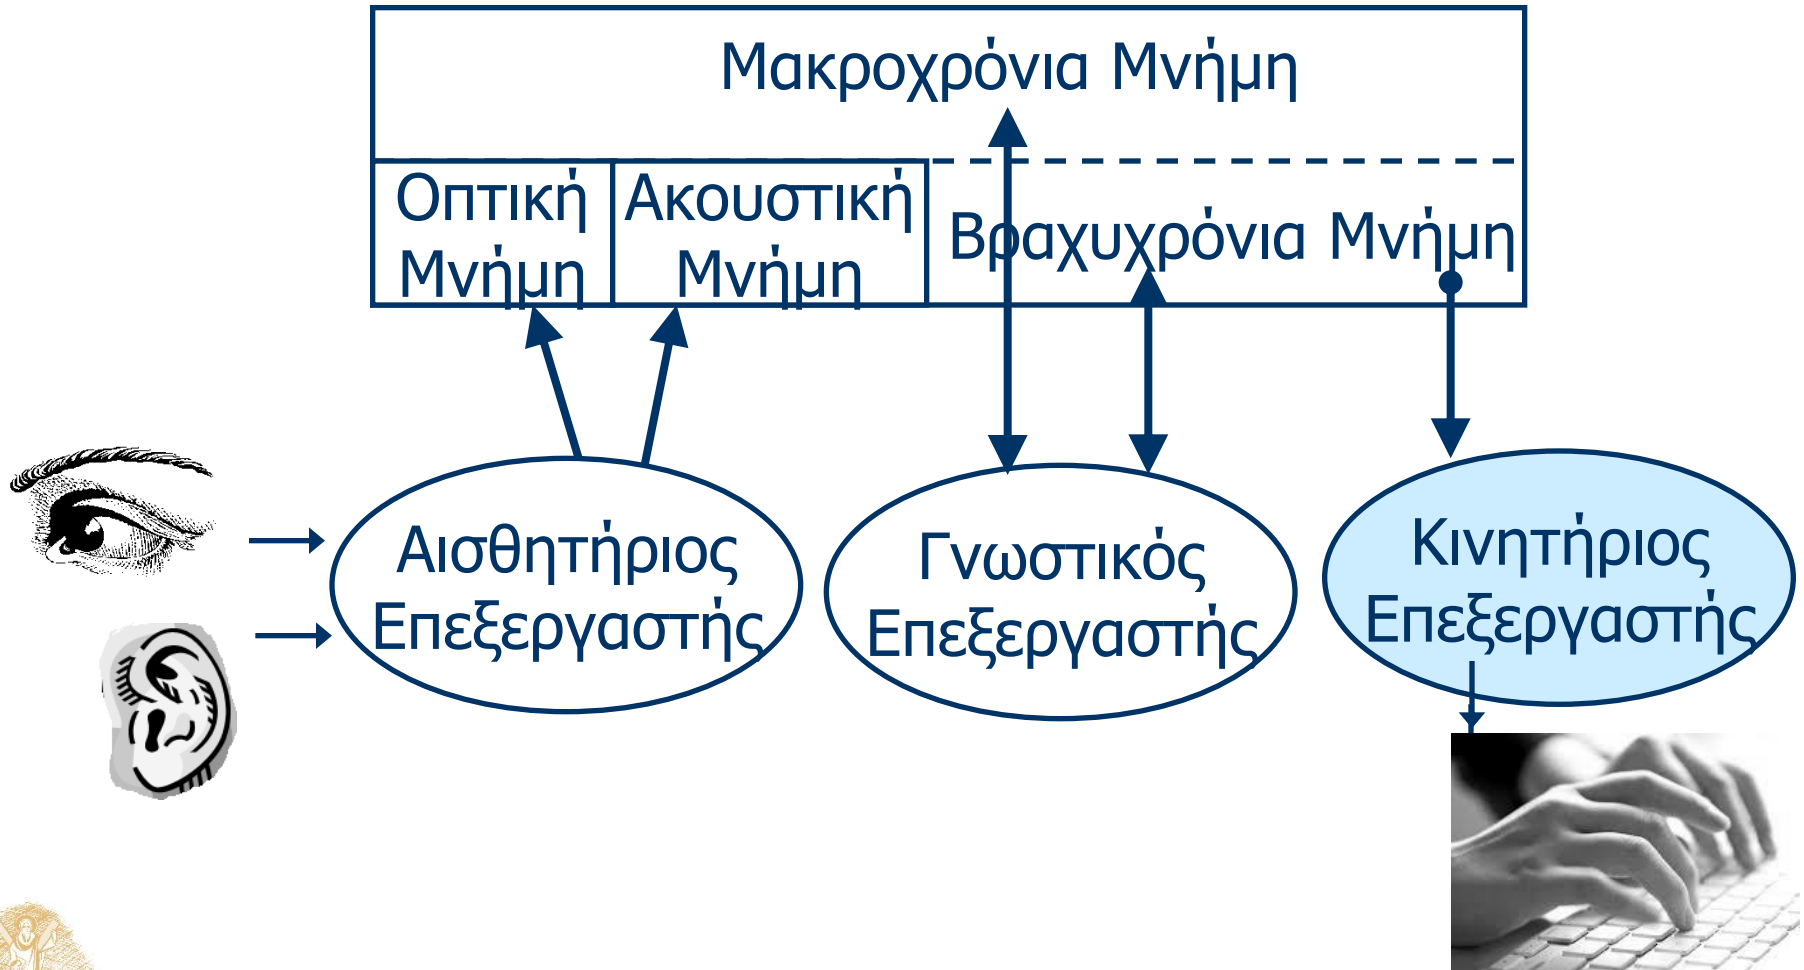 Μακροχρόνια Μνήμη
Οπτική
Μνήμη
Ακουστική
Μνήμη
Βραχυχρόνια Μνήμη
Αισθητήριος
Επεξεργαστής
Γνωστικός
Επεξεργαστής
Κινητήριος
Επεξεργαστής